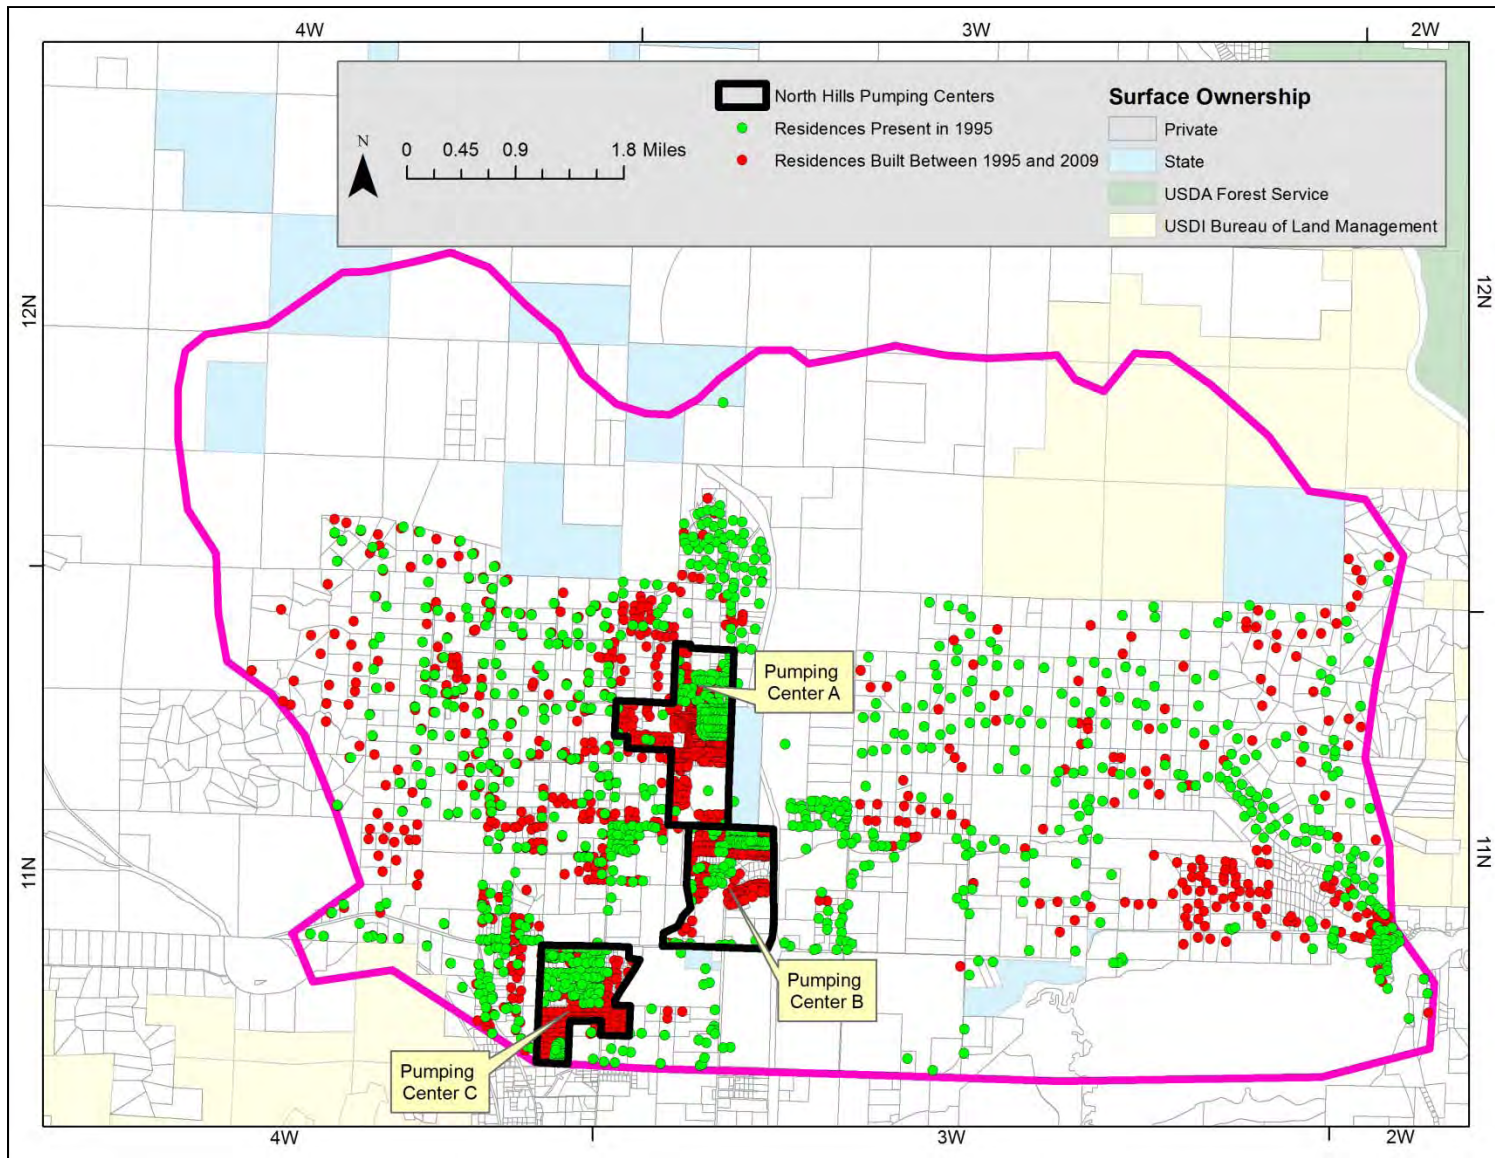 4W
3W
2W
North Hills Pumping Centers
Residences Present in 1995
Residences Built Between 1995 and 2009
N
0 0.45 0.9 1.8 Miles
Surface Ownership
Private
State
USDA Forest Service
USDI Bureau of Land Management
12N
12N
Pumping
Center A
11N
11N
Pumping
Center B
Pumping
Center C
4W
3W
2W